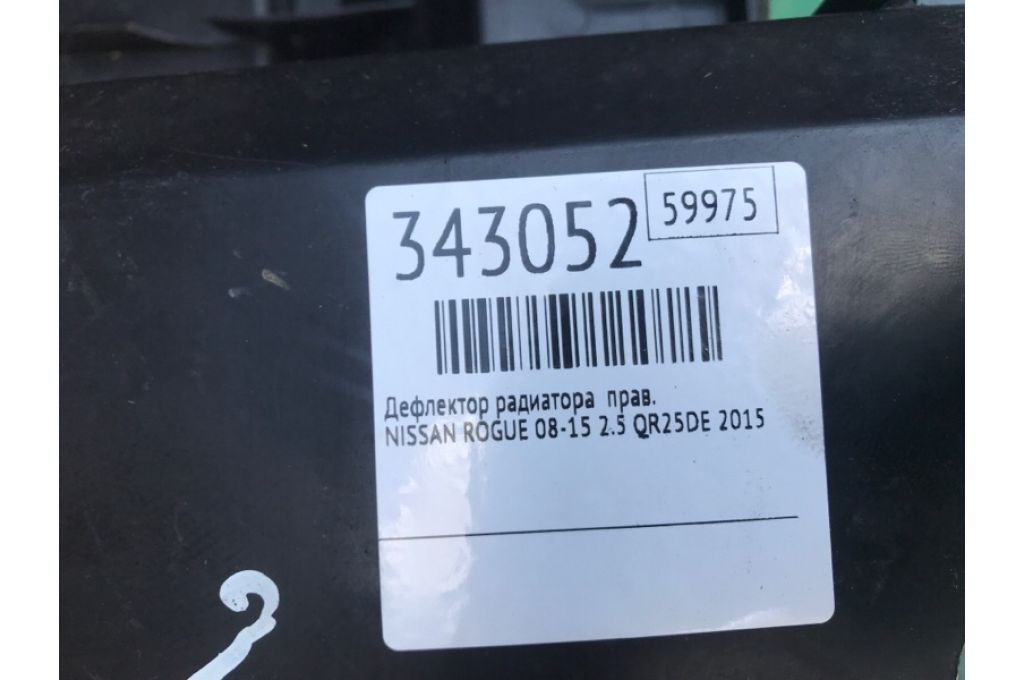 343052 59975
Дефлектор радиатора прав.
NISSAN ROGUE 08-15 2.5 QR25DE 2015